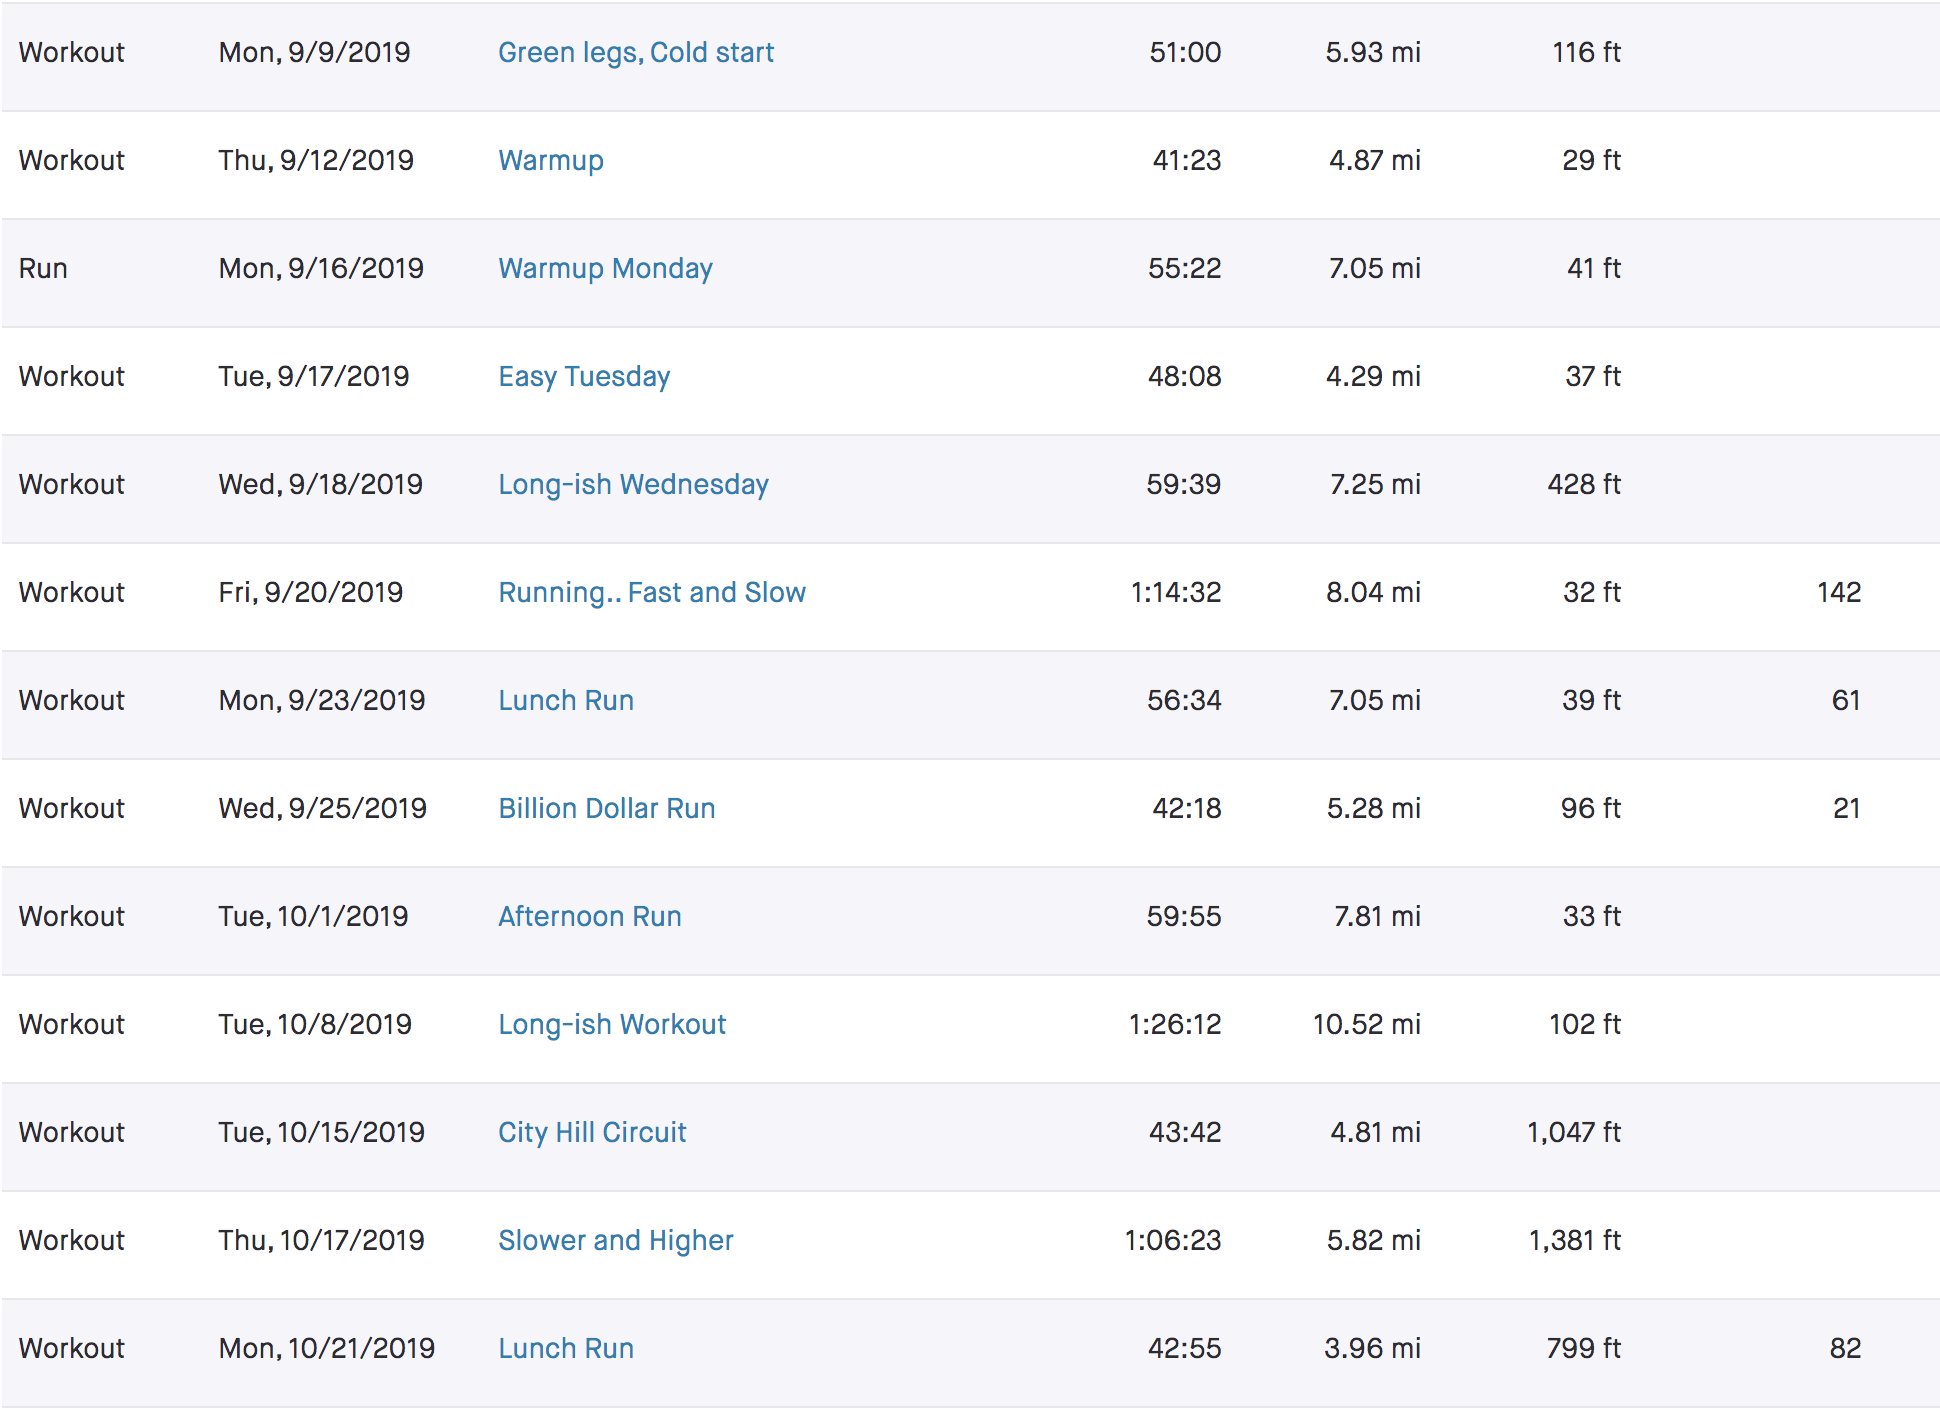 Workout Mon, 9/9/2019 Green legs, Cold start 51:00 5.93 mi 116 ft
Workout Thu, 9/12/2019 Warmup 41:23 4.87 mi 29 ft
Run Mon, 9/16/2019 Warmup Monday 55:22 7.05 mi 41 ft
Workout Tue, 9/17/2019 Easy Tuesday 48:08 4.29 mi 37 ft
Workout Wed, 9/18/2019 Long-ish Wednesday 59:39 7.25 mi 428 ft
Workout Fri, 9/20/2019 Running.. Fast and Slow 1:14:32 8.04 mi 32 ft 142
Workout Mon, 9/23/2019 Lunch Run 56:34 7.05 mi 39 ft 61
Workout Wed, 9/25/2019 Billion Dollar Run 42:18 5.28 mi 96 ft 21
Workout Tue, 10/1/2019 Afternoon Run 59:55 7.81 mi 33 ft
Workout Tue, 10/8/2019 Long-ish Workout 1:26:12 10.52 mi 102 ft
Workout Tue, 10/15/2019 City Hill Circuit 43:42 4.81 mi 1,047 ft
Workout Thu, 10/17/2019 Slower and Higher 1:06:23 5.82 mi 1,381 ft
Workout Mon, 10/21/2019 Lunch Run 42:55 3.96 mi 799 ft 82